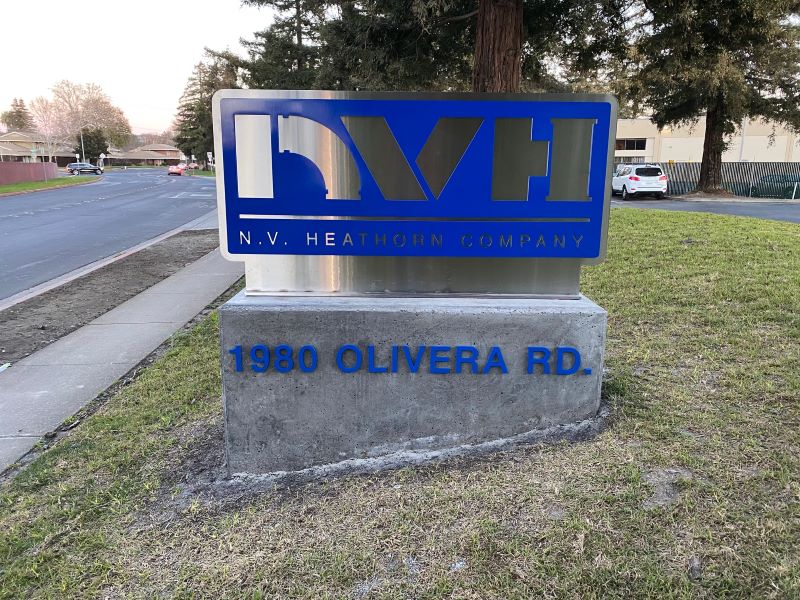 nVH
N.V. HEATHORN COMPANY
1980 OLIVERA RD.